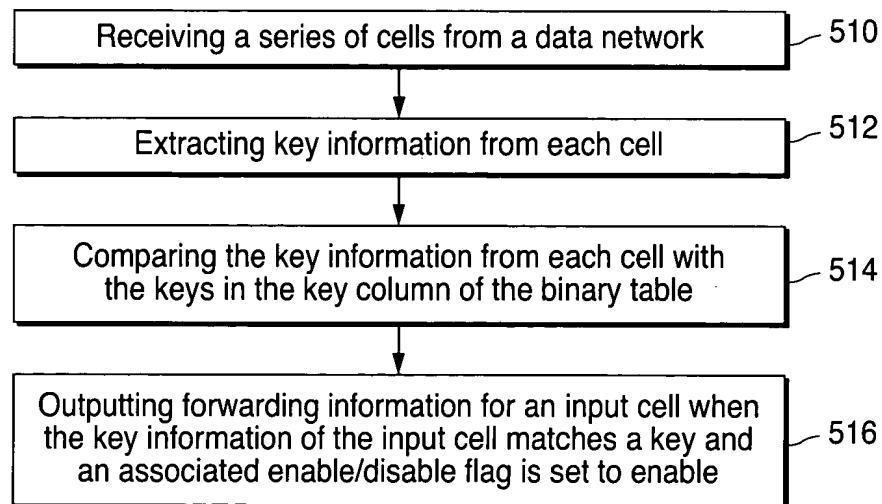 Receiving a series of cells from a data network
510
Extracting key information from each cell
512
Comparing the key information from each cell with
the keys in the key column of the binary table
514
Outputting forwarding information for an input cell when
the key information of the input cell matches a key and
an associated enable/disable flag is set to enable
516